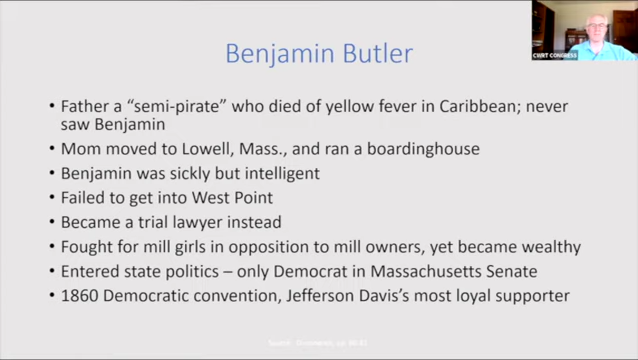 Benjamin Butler
CWRT CONGRESS
• Father a “semi-pirate” who died of yellow fever in Caribbean; never
saw Benjamin
• Mom moved to Lowell, Mass., and ran a boardinghouse
• Benjamin was sickly but intelligent
• Failed to get into West Point
• Became a trial lawyer instead
• Fought for mill girls in opposition to mill owners, yet became wealthy
• Entered state politics – only Democrat in Massachusetts Senate
• 1860 Democratic convention, Jefferson Davis’s most loyal supporter